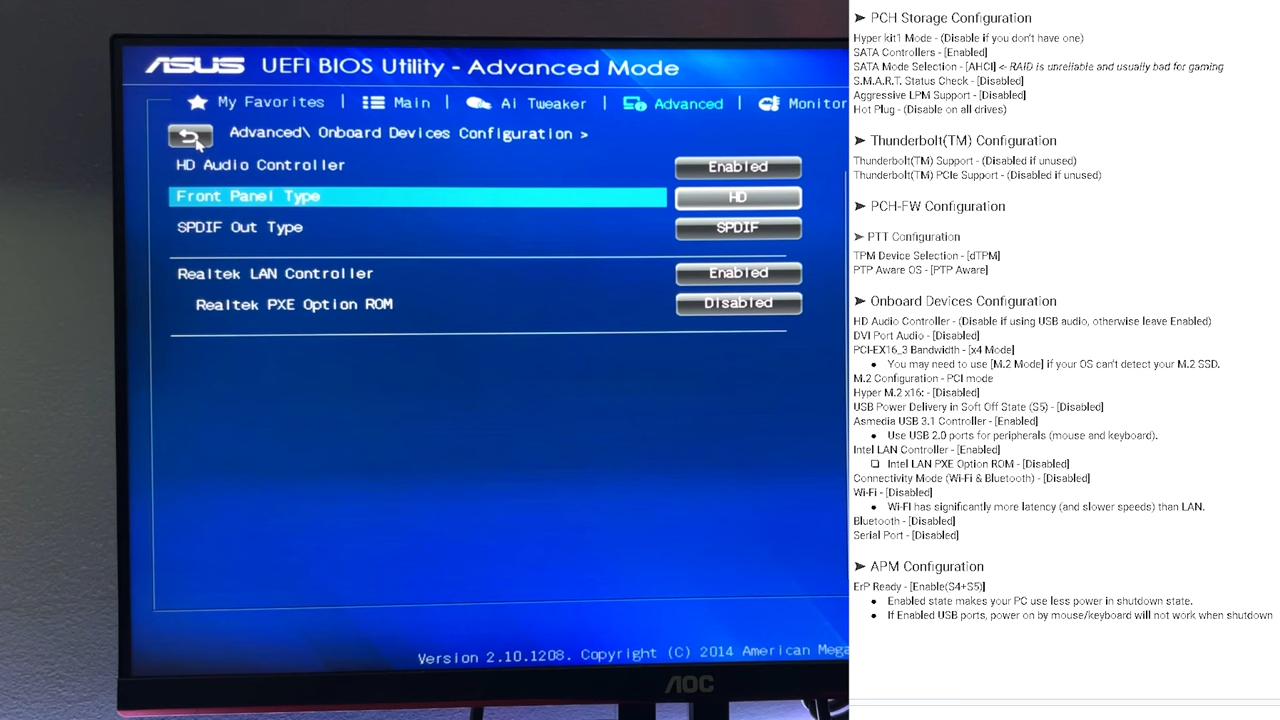 ASUS UEFI BIOS Utility - Advanced Mode
My Favorites | Main | Ai Tweaker | Advanced | Monitor
Advanced\ Onboard Devices Configuration >
HD Audio Controller Enabled
Front Panel Type HD
SPDIF Out Type SPDIF
Realtek LAN Controller Enabled
Realtek PXE Option ROM Disabled
Version 2.10.1208. Copyright (C) 2014 American Mega
AOC
➤ PCH Storage Configuration
Hyper kit1 Mode - (Disable if you don't have one)
SATA Controllers - [Enabled]
SATA Mode Selection - [AHCI] <- RAID is unreliable and usually bad for gaming
S.M.A.R.T. Status Check - [Disabled]
Aggressive LPM Support - [Disabled]
Hot Plug - (Disable on all drives)
➤ Thunderbolt(TM) Configuration
Thunderbolt(TM) Support - (Disabled if unused)
Thunderbolt(TM) PCIe Support - (Disabled if unused)
➤ PCH-FW Configuration
➤ PTT Configuration
TPM Device Selection - [dTPM]
PTP Aware OS - [PTP Aware]
➤ Onboard Devices Configuration
HD Audio Controller - (Disable if using USB audio, otherwise leave Enabled)
DVI Port Audio - [Disabled]
PCI-EX16_3 Bandwidth - [x4 Mode]
● You may need to use [M.2 Mode] if your OS can't detect your M.2 SSD.
M.2 Configuration - PCI mode
Hyper M.2 x16: - [Disabled]
USB Power Delivery in Soft Off State (S5) - [Disabled]
Asmedia USB 3.1 Controller - [Enabled]
● Use USB 2.0 ports for peripherals (mouse and keyboard).
Intel LAN Controller - [Enabled]
❏ Intel LAN PXE Option ROM - [Disabled]
Connectivity Mode (Wi-Fi & Bluetooth) - [Disabled]
Wi-Fi - [Disabled]
● Wi-FI has significantly more latency (and slower speeds) than LAN.
Bluetooth - [Disabled]
Serial Port - [Disabled]
➤ APM Configuration
ErP Ready - [Enable(S4+S5)]
● Enabled state makes your PC use less power in shutdown state.
● If Enabled USB ports, power on by mouse/keyboard will not work when shutdown